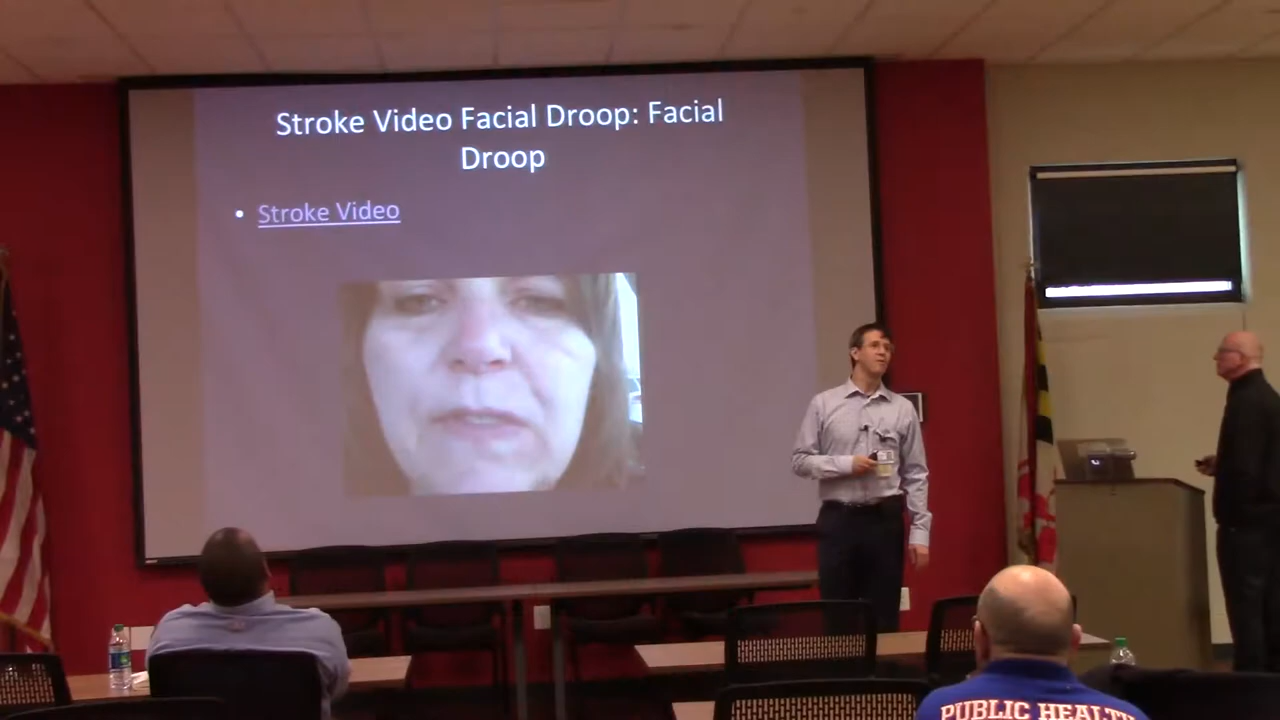 Stroke Video Facial Droop: Facial
Droop
• Stroke Video
PUBLIC HEALTH